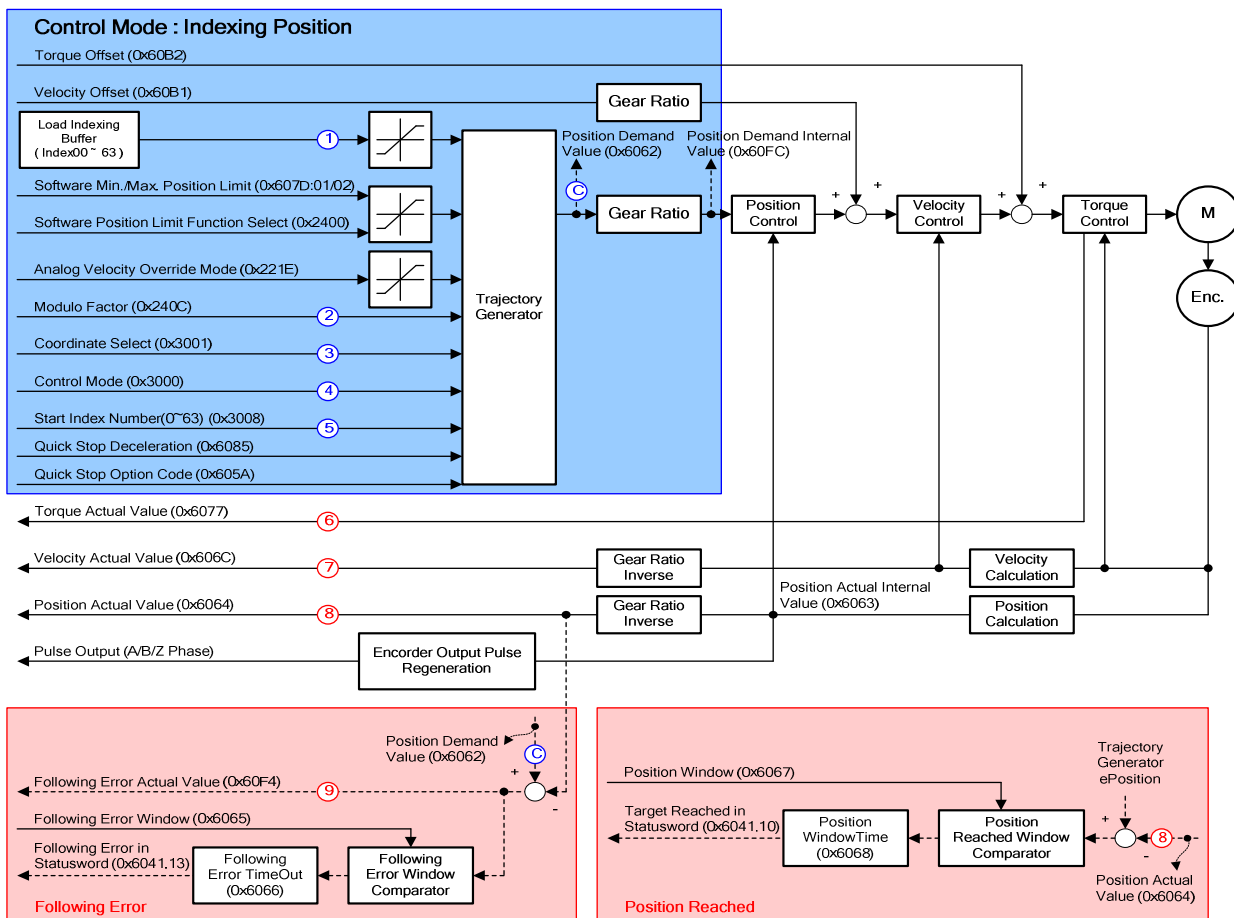 Control Mode : Indexing Position
Torque Offset (0x60B2)
Velocity Offset (0x60B1)
Gear Ratio
Load Indexing
Buffer
( Index00 ~ 63 )
1
Position Demand
Value (0x6062)
Position Demand Internal
Value (0x60FC)
C
Software Min./Max. Position Limit (0x607D:01/02)
Software Position Limit Function Select (0x2400)
Gear Ratio
Position
Control
+
+
Velocity
Control
+
+
Torque
Control
M
Analog Velocity Override Mode (0x221E)
Enc.
Trajectory
Generator
Modulo Factor (0x240C)
2
Coordinate Select (0x3001)
3
Control Mode (0x3000)
4
Start Index Number(0~63) (0x3008)
5
Quick Stop Deceleration (0x6085)
Quick Stop Option Code (0x605A)
Torque Actual Value (0x6077)
6
Velocity Actual Value (0x606C)
7
Gear Ratio
Inverse
Velocity
Calculation
Position Actual Value (0x6064)
8
Gear Ratio
Inverse
Position Actual Internal
Value (0x6063)
Position
Calculation
Pulse Output (A/B/Z Phase)
Encorder Output Pulse
Regeneration
Position Demand
Value (0x6062)
C
+
-
Following Error Actual Value (0x60F4)
9
Following Error Window (0x6065)
Following Error in
Statusword (0x6041.13)
Following
Error TimeOut
(0x6066)
Following
Error Window
Comparator
Following Error
Trajectory
Generator
ePosition
Position Window (0x6067)
Target Reached in
Statusword (0x6041.10)
Position
WindowTime
(0x6068)
Position
Reached Window
Comparator
+
-
8
Position Actual
Value (0x6064)
Position Reached